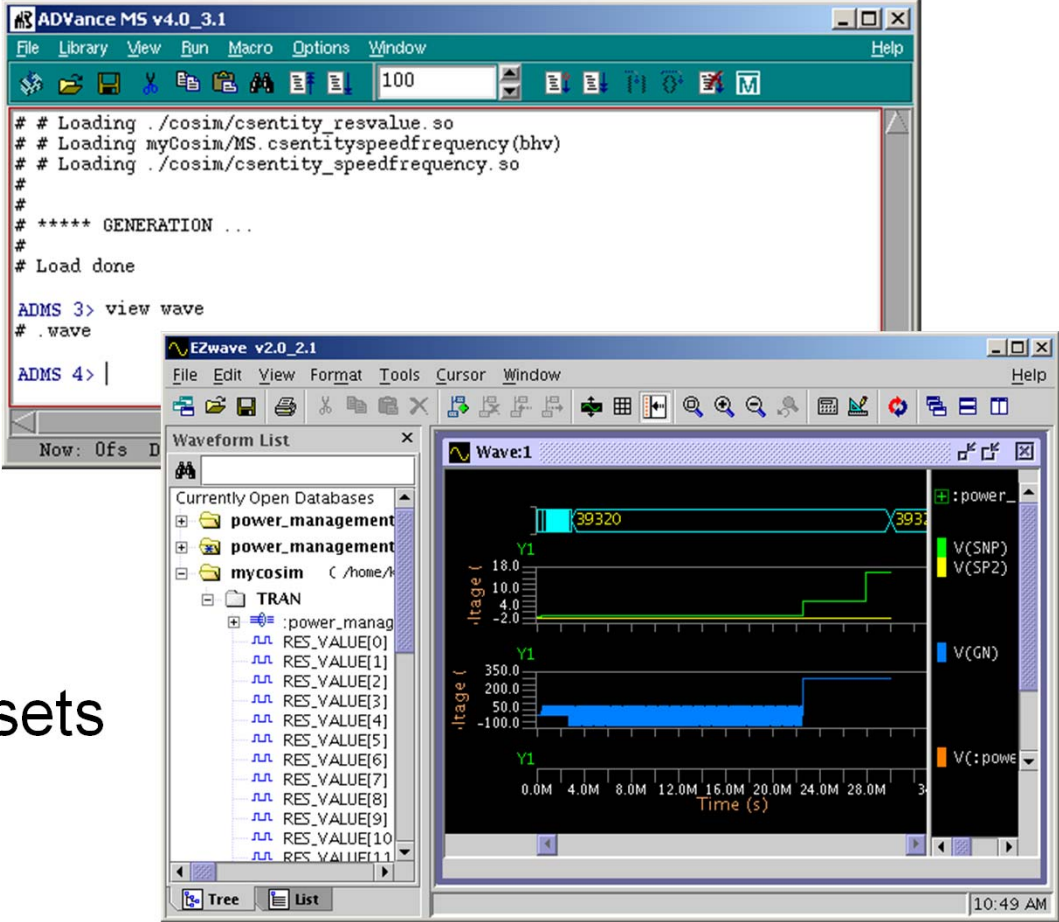 ADVance MS v4.0_3.1
File Library View Run Macro Options Window Help
100
# # Loading ./cosim/csentity_resvalue.so
# # Loading myCosim/MS.csentityspeedfrequency(bhv)
# # Loading ./cosim/csentity_speedfrequency.so
#
#
# ***** GENERATION ...
#
# Load done
ADMS 3> view wave
# .wave
ADMS 4>
Now: 0fs D
EZwave v2.0_2.1
File Edit View Format Tools Cursor Window Help
Waveform List
Currently Open Databases
power_management
power_management
mycosim ( /home/k
TRAN
:power_manag
RES_VALUE[0]
RES_VALUE[1]
RES_VALUE[2]
RES_VALUE[3]
RES_VALUE[4]
RES_VALUE[5]
RES_VALUE[6]
RES_VALUE[7]
RES_VALUE[8]
RES_VALUE[9]
RES_VALUE[10
RES_VALUE[11
Tree List
Wave:1
39320 3932
:power_
Y1
18.0
10.0
4.0
-2.0
ltage (
V(SNP)
V(SP2)
Y1
350.0
200.0
50.0
-100.0
ltage (
V(GN)
Y1
V(:powe
0.0M 4.0M 8.0M 12.0M 16.0M 20.0M 24.0M 28.0M 3
Time (s)
10:49 AM
sets